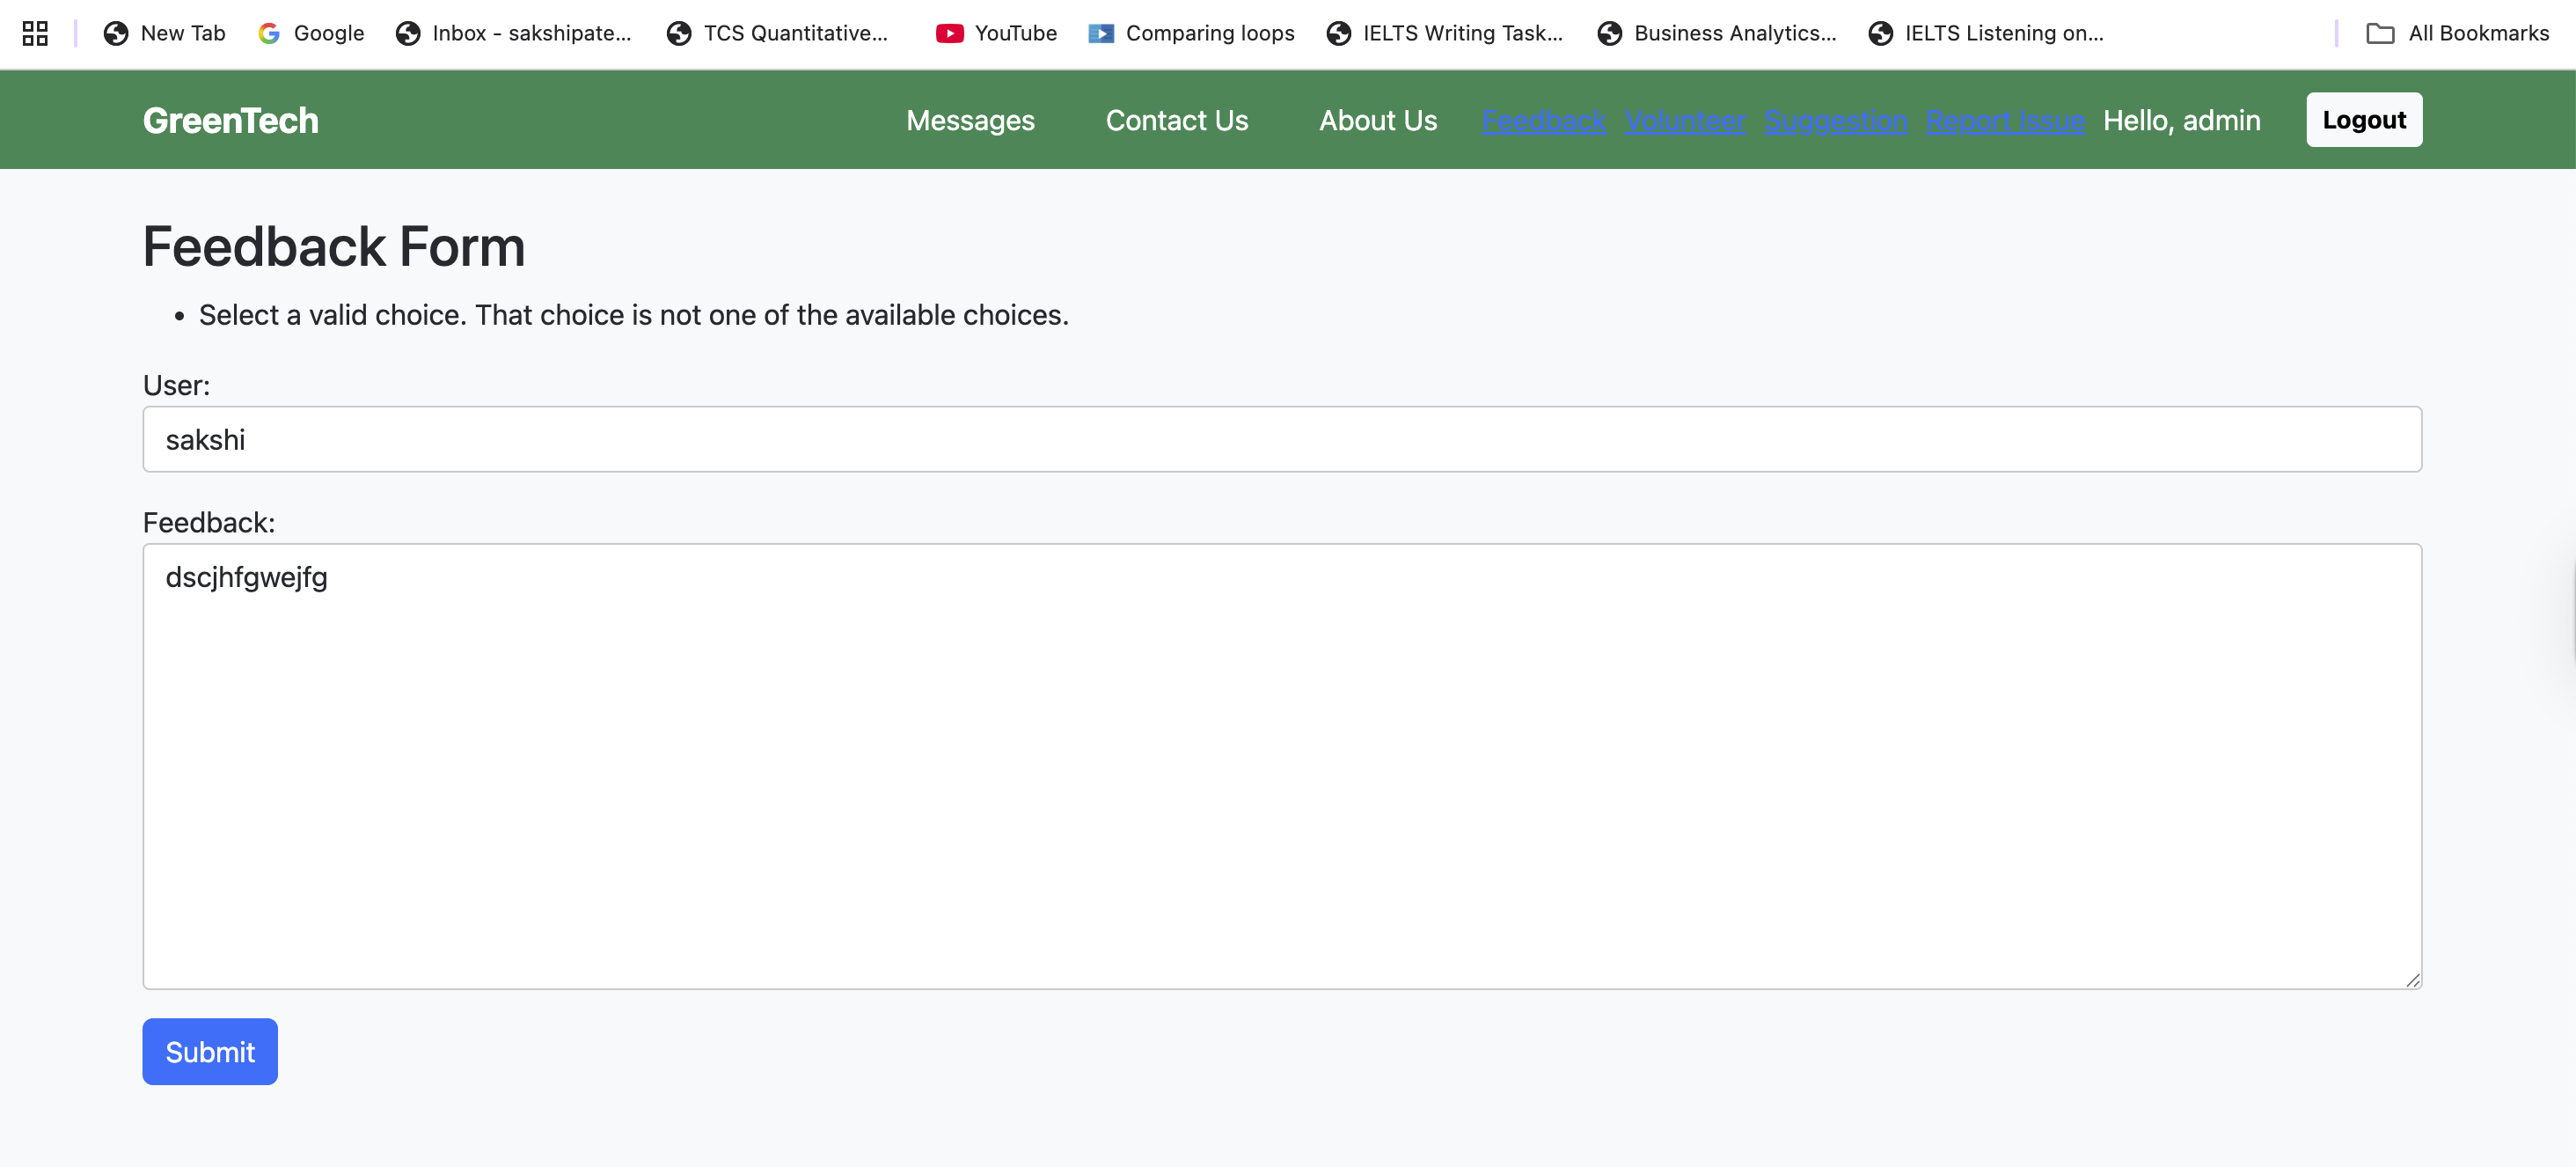 New Tab Google Inbox - sakshipate... TCS Quantitative... YouTube Comparing loops IELTS Writing Task... Business Analytics... IELTS Listening on... All Bookmarks
GreenTech Messages Contact Us About Us Feedback Volunteer Suggestion Report Issue Hello, admin Logout
Feedback Form
• Select a valid choice. That choice is not one of the available choices.
User:
sakshi
Feedback:
dscjhfgwejfg
Submit